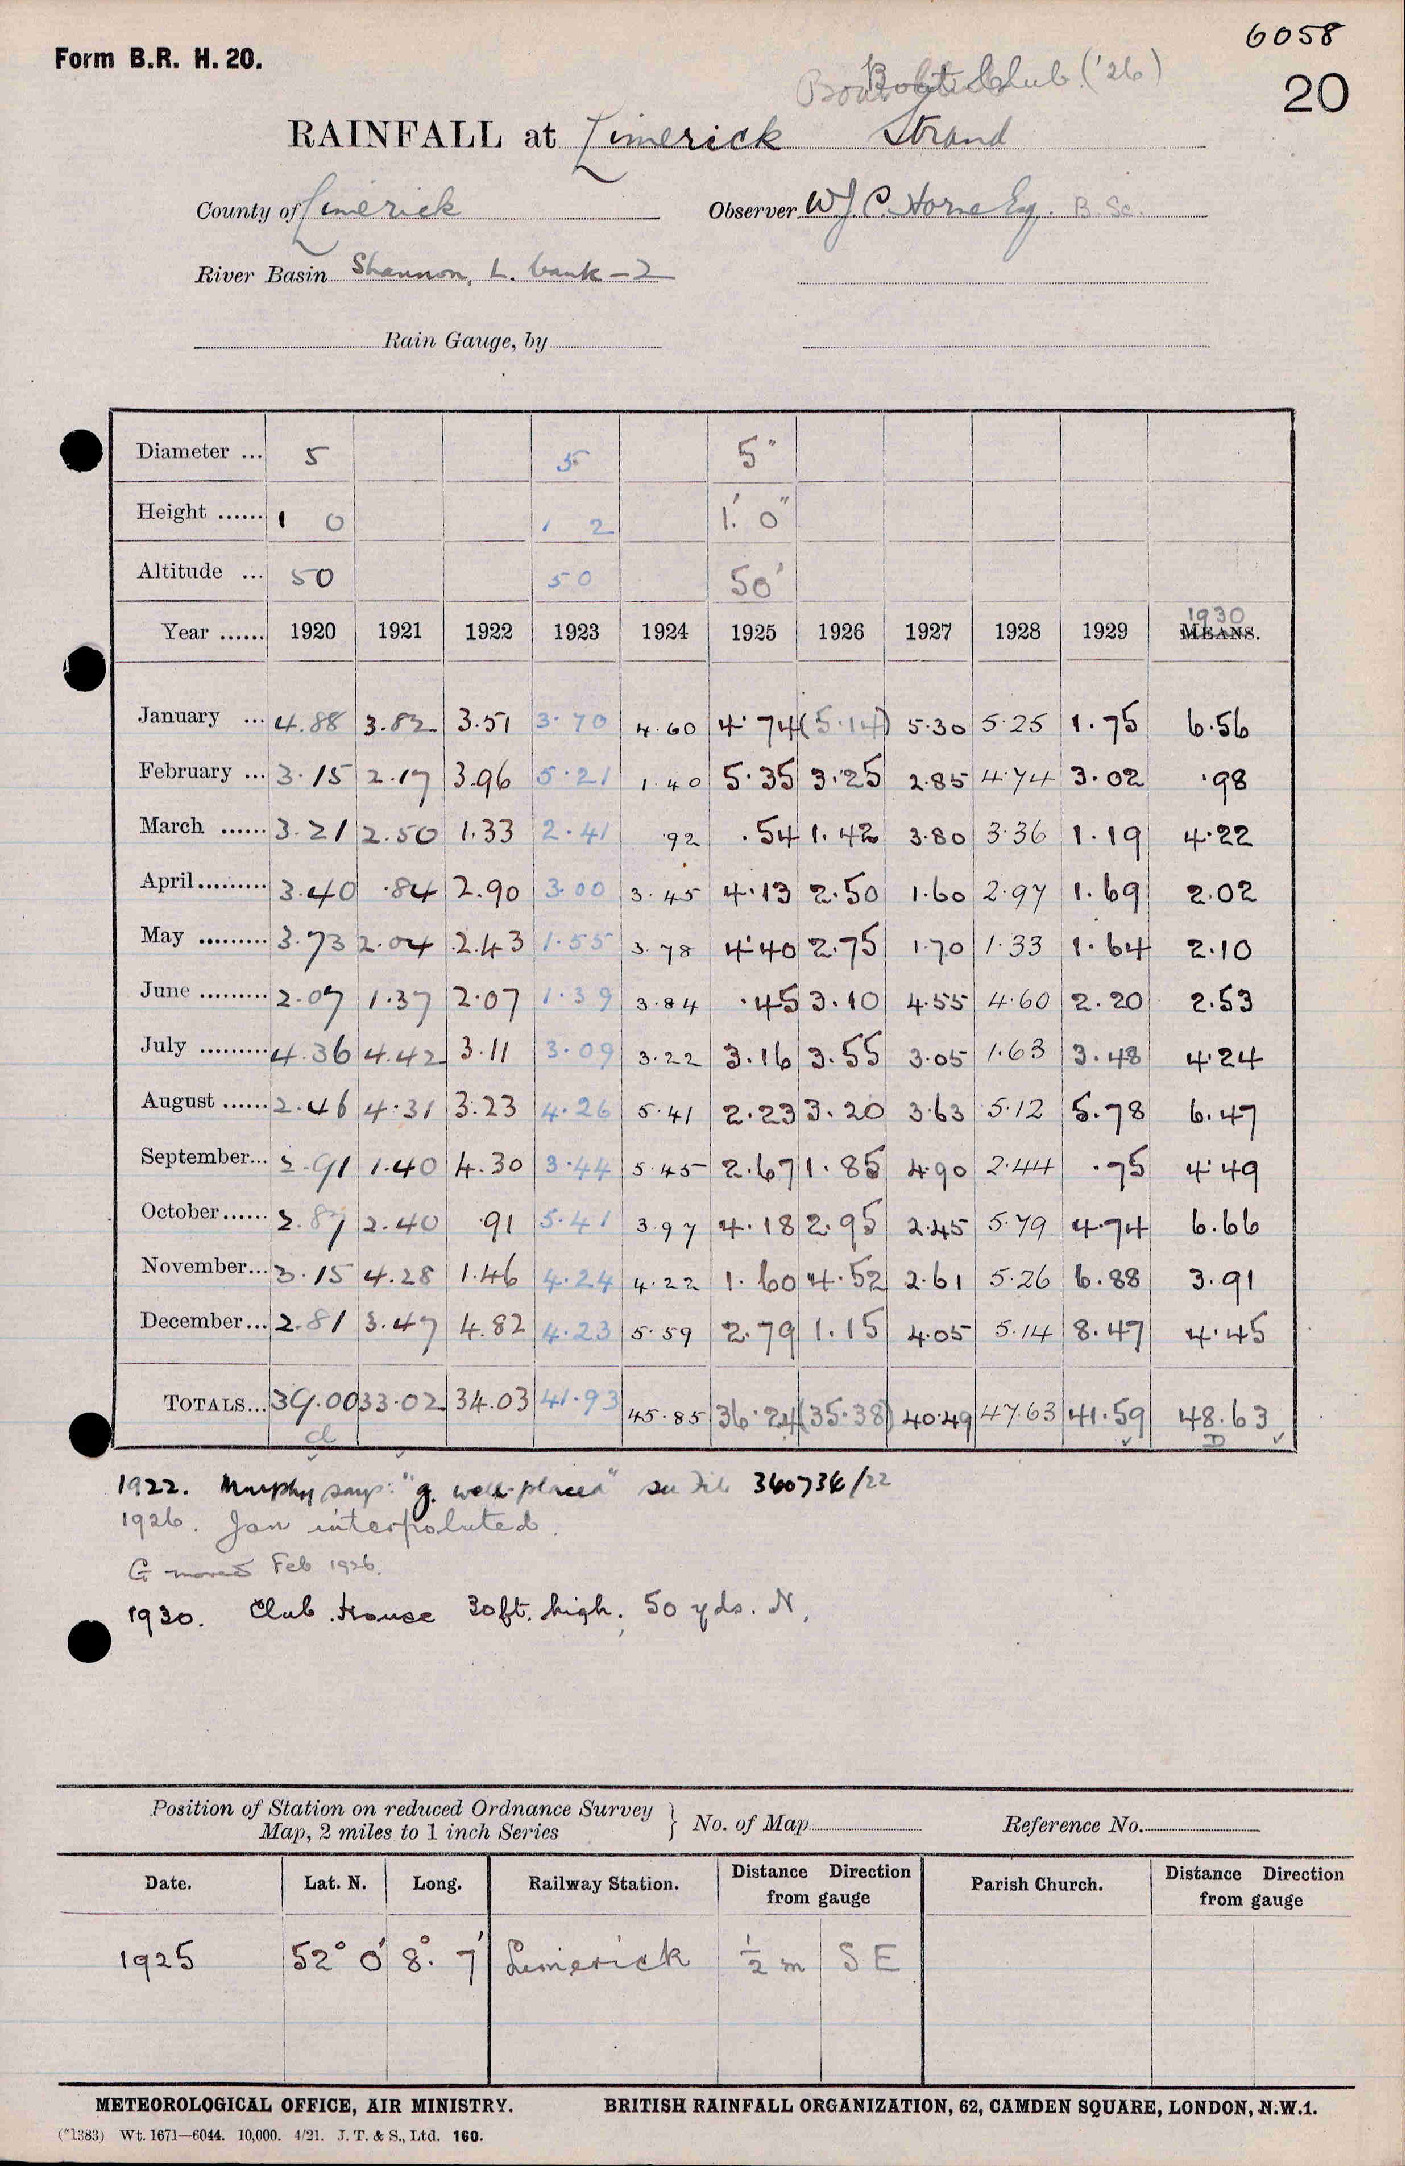 6058
Form B.R. H. 20.
Boat Club ('26)
20
RAINFALL at Limerick Strand
County of Limerick Observer W. J. C. Horne Esq. B. Sc.
River Basin Shannon, L. bank – 2
Rain Gauge, by
Diameter ... 5 5 5"
Height ...... 1 0 1 2 1' 0"
Altitude ... 50 50 50'
1930
Year ...... 1920 1921 1922 1923 1924 1925 1926 1927 1928 1929 MEANS.
January ... 4.88 3.82 3.51 3.70 4.60 4.74 (5.14) 5.30 5.25 1.75 6.56
February ... 3.15 2.17 3.96 5.21 1.40 5.35 3.25 2.85 4.74 3.02 .98
March ...... 3.21 2.50 1.33 2.41 .92 .54 1.42 3.80 3.36 1.19 4.22
April......... 3.40 .84 2.90 3.00 3.45 4.13 2.50 1.60 2.97 1.69 2.02
May ......... 3.73 2.04 2.43 1.55 3.78 4.40 2.75 1.70 1.33 1.64 2.10
June ......... 2.07 1.37 2.07 1.39 3.84 .45 3.10 4.55 4.60 2.20 2.53
July ......... 4.36 4.42 3.11 3.09 3.22 3.16 3.55 3.05 1.63 3.48 4.24
August ...... 2.46 4.31 3.23 4.26 5.41 2.23 3.20 3.63 5.12 5.78 6.47
September... 2.91 1.40 4.30 3.44 5.45 2.67 1.85 4.90 2.44 .75 4.49
October...... 2.87 2.40 .91 5.41 3.97 4.18 2.95 2.45 5.79 4.74 6.66
November... 3.15 4.28 1.46 4.24 4.22 1.60 4.52 2.61 5.26 6.88 3.91
December... 2.81 3.47 4.82 4.23 5.59 2.79 1.15 4.05 5.14 8.47 4.45
TOTALS... 39.00 33.02 34.03 41.93 45.85 36.24 (35.38) 40.49 47.63 41.59 48.63
D
1922. Murphy says: "g. well-placed" see File 360736/22
1926. Jan interpolated.
G moved Feb 1926.
1930. Club House 30ft. high, 50 yds. N,
Position of Station on reduced Ordnance Survey
Map, 2 miles to 1 inch Series } No. of Map Reference No.
Date. Lat. N. Long. Railway Station. Distance Direction from gauge Parish Church. Distance Direction from gauge
1925 52° 0' 8° 7' Limerick 1/2 m S E
METEOROLOGICAL OFFICE, AIR MINISTRY. BRITISH RAINFALL ORGANIZATION, 62, CAMDEN SQUARE, LONDON, N.W.1.
(*1383) Wt. 1671—6044. 10,000. 4/21. J. T. & S., Ltd. 160.